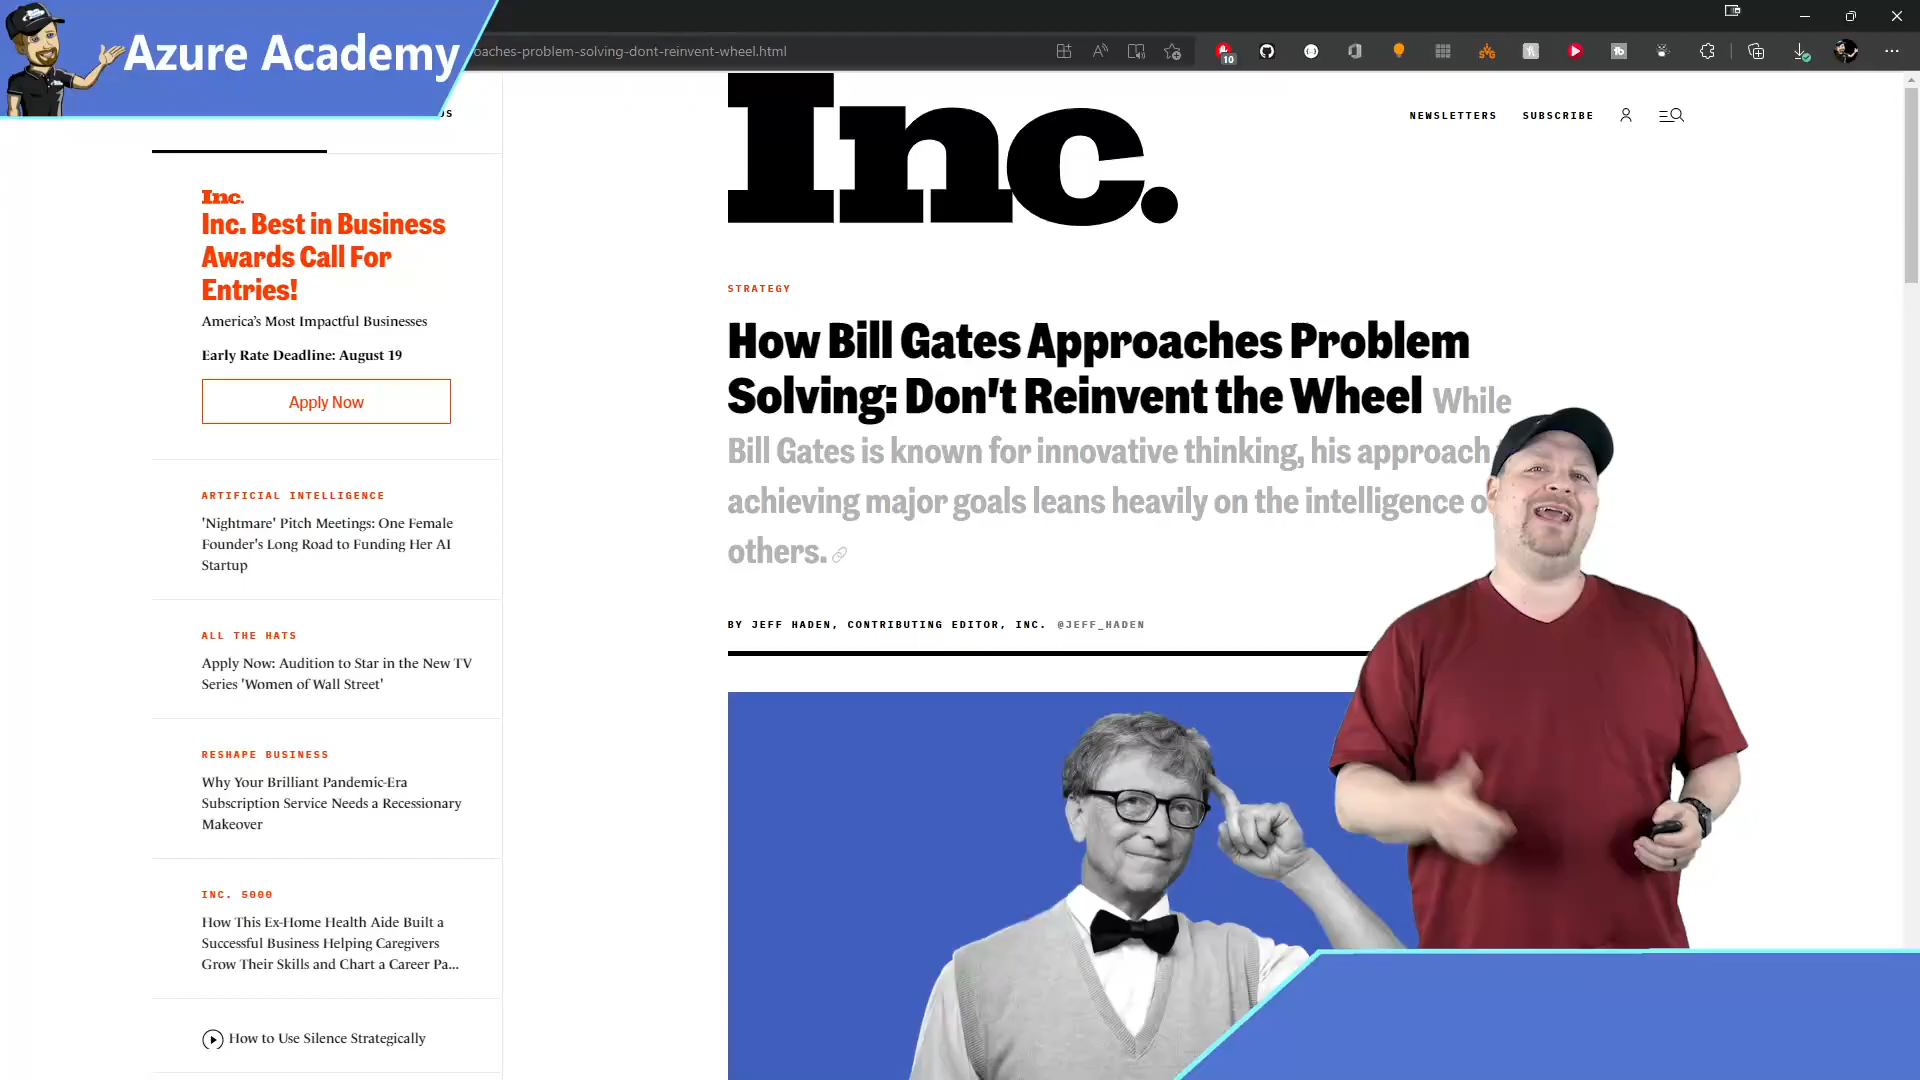 Azure Academy
oaches-problem-solving-dont-reinvent-wheel.html
10
Inc.
NEWSLETTERS
SUBSCRIBE
Inc.
Inc. Best in Business
Awards Call For
Entries!
America's Most Impactful Businesses
Early Rate Deadline: August 19
Apply Now
ARTIFICIAL INTELLIGENCE
'Nightmare' Pitch Meetings: One Female
Founder's Long Road to Funding Her AI
Startup
ALL THE HATS
Apply Now: Audition to Star in the New TV
Series 'Women of Wall Street'
RESHAPE BUSINESS
Why Your Brilliant Pandemic-Era
Subscription Service Needs a Recessionary
Makeover
INC. 5000
How This Ex-Home Health Aide Built a
Successful Business Helping Caregivers
Grow Their Skills and Chart a Career Pa...
How to Use Silence Strategically
STRATEGY
How Bill Gates Approaches Problem
Solving: Don't Reinvent the Wheel While
Bill Gates is known for innovative thinking, his approach
achieving major goals leans heavily on the intelligence o
others.
BY JEFF HADEN, CONTRIBUTING EDITOR, INC. @JEFF_HADEN